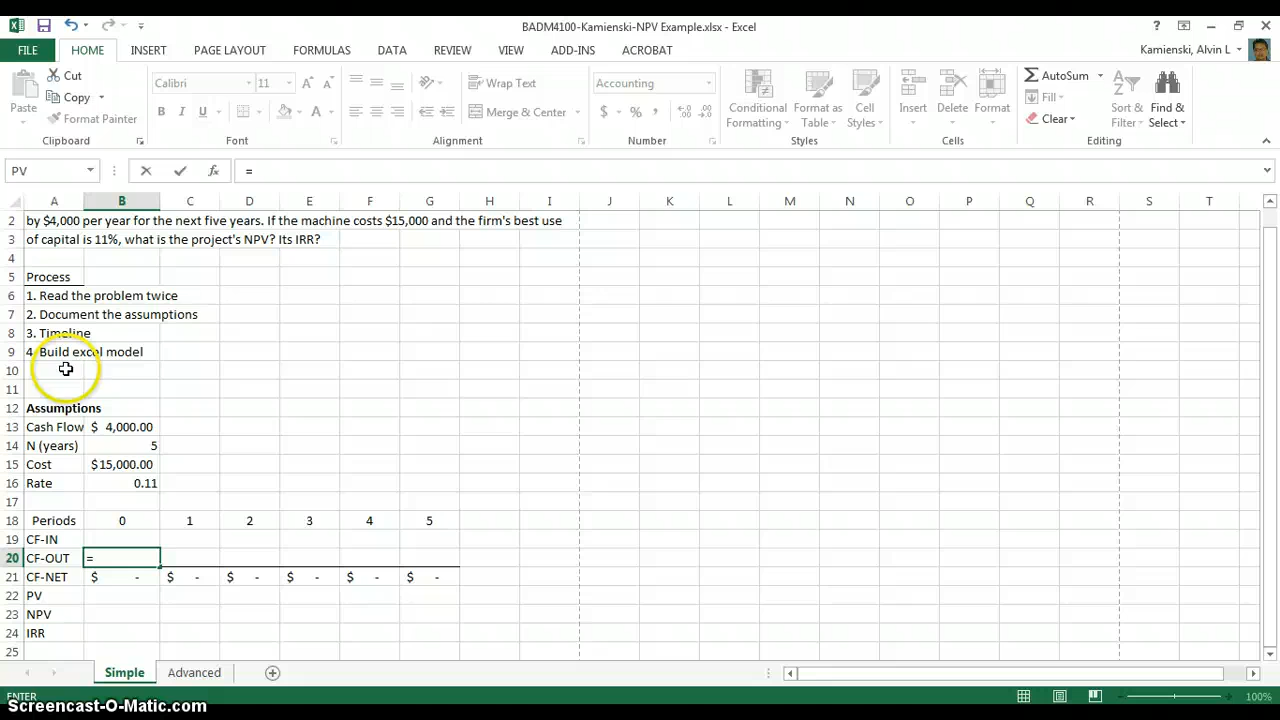 BADM4100-Kamienski-NPV Example.xlsx - Excel
FILE HOME INSERT PAGE LAYOUT FORMULAS DATA REVIEW VIEW ADD-INS ACROBAT Kamienski, Alvin L
Cut Calibri 11 Wrap Text Accounting AutoSum
Paste Copy Conditional Formatting Format as Table Cell Styles Insert Delete Format Fill Sort & Filter Find & Select
Format Painter Merge & Center $ % , Clear
Clipboard Font Alignment Number Styles Cells Editing
PV fx =
A B C D E F G H I J K L M N O P Q R S T
2 by $4,000 per year for the next five years. If the machine costs $15,000 and the firm's best use
3 of capital is 11%, what is the project's NPV? Its IRR?
4
5 Process
6 1. Read the problem twice
7 2. Document the assumptions
8 3. Timeline
9 4. Build excel model
10
11
12 Assumptions
13 Cash Flow $ 4,000.00
14 N (years) 5
15 Cost $15,000.00
16 Rate 0.11
17
18 Periods 0 1 2 3 4 5
19 CF-IN
20 CF-OUT =
21 CF-NET $ - $ - $ - $ - $ - $ -
22 PV
23 NPV
24 IRR
25
Simple Advanced
ENTER 100%
Screencast-O-Matic.com